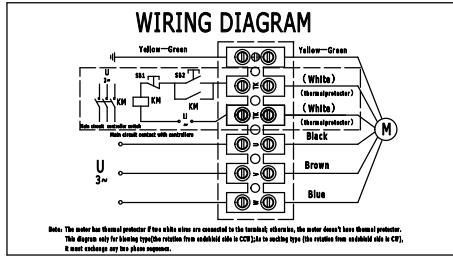 WIRING DIAGRAM
Yellow—Green
Yellow—Green
U
3~
KM
KM
SB1
SB2
KM
U
~
(White)
(thermalprotector)
(White)
(thermalprotector)
Main circuit controller switch
Main circuit contact with controllers
Black
M
U
3~
Brown
Blue
U
V
W
Note: The motor has thermal protector if two white wires are connected to the terminal; otherwise, the motor doesn't have thermal protector.
This diagram only for blowing type(the rotation from endshield side is CCW);As to sucking type (the rotation from endshield side is CW),
it must exchange any two phase sequence.